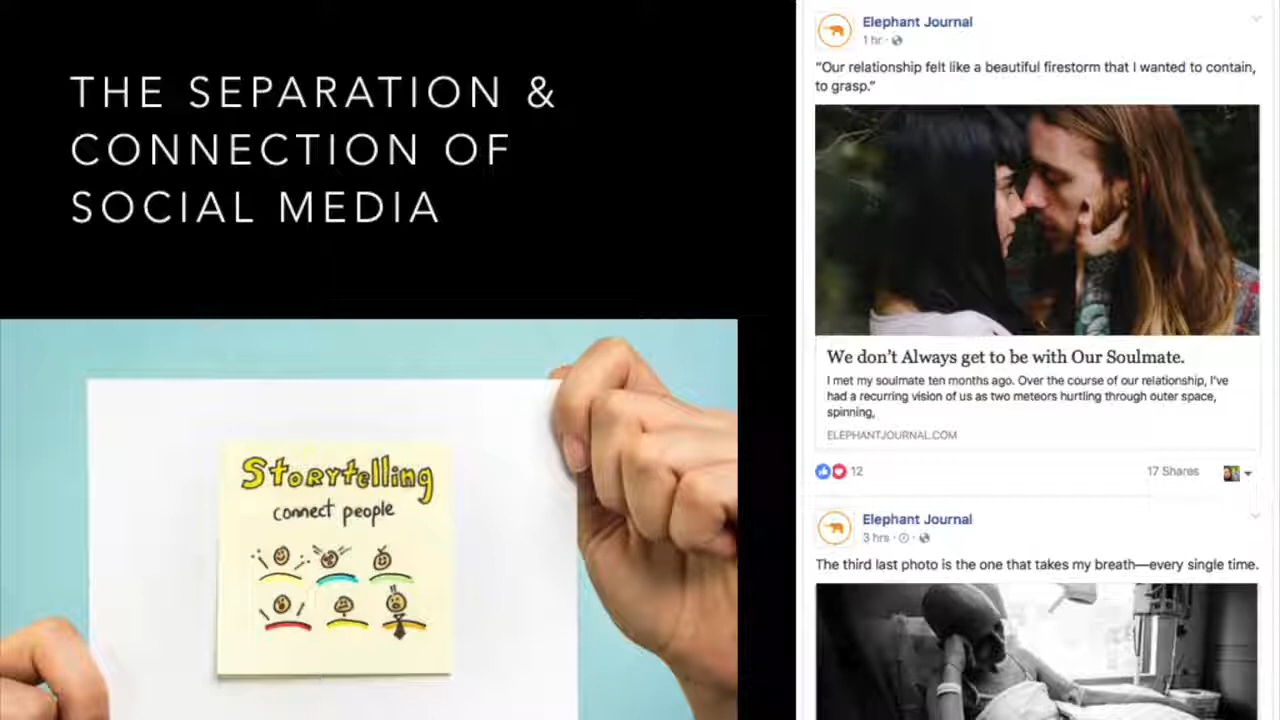 THE SEPARATION &
CONNECTION OF
SOCIAL MEDIA
Storytelling
connect people
Elephant Journal
1 hr ·
“Our relationship felt like a beautiful firestorm that I wanted to contain,
to grasp.”
We don’t Always get to be with Our Soulmate.
I met my soulmate ten months ago. Over the course of our relationship, I’ve
had a recurring vision of us as two meteors hurtling through outer space,
spinning,
ELEPHANTJOURNAL.COM
12
17 Shares
Elephant Journal
3 hrs ·
The third last photo is the one that takes my breath—every single time.